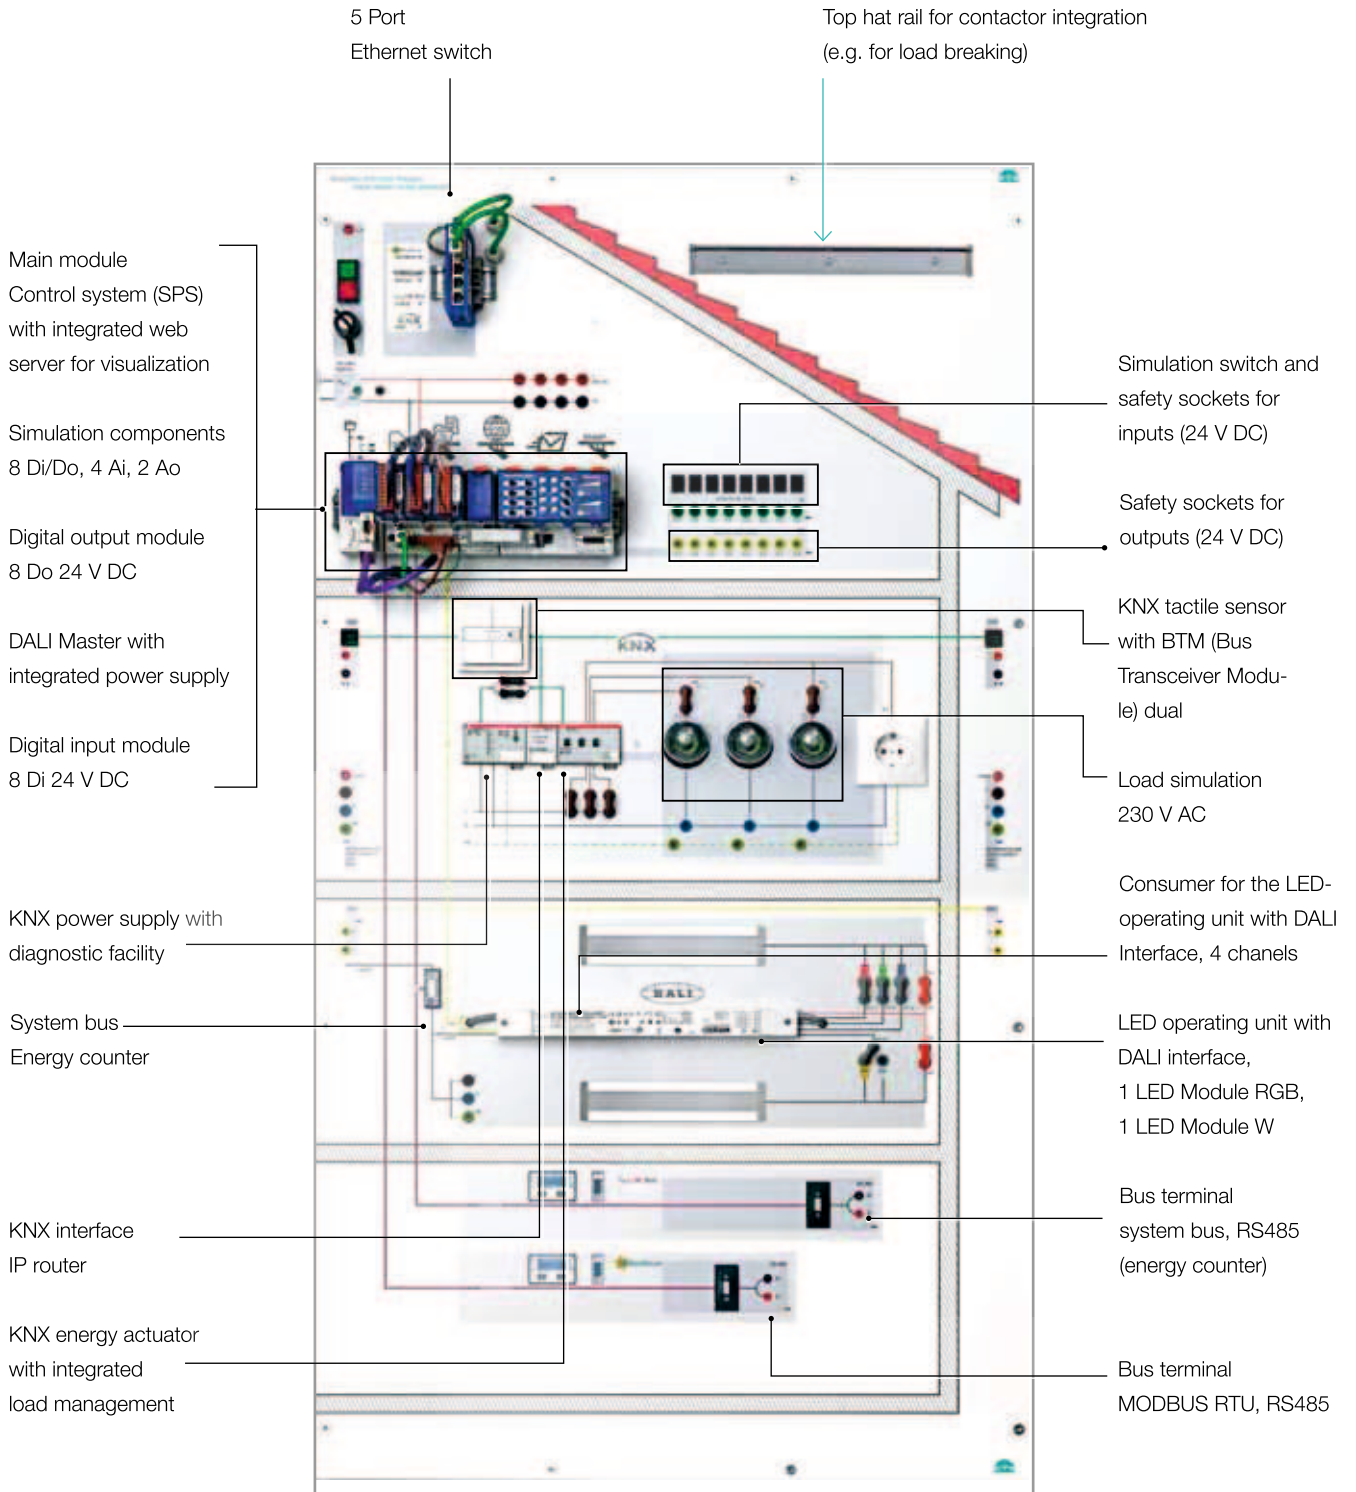 5 Port
Ethernet switch
Top hat rail for contactor integration
(e.g. for load breaking)
Main module
Control system (SPS)
with integrated web
server for visualization
Simulation components
8 Di/Do, 4 Ai, 2 Ao
Digital output module
8 Do 24 V DC
DALI Master with
integrated power supply
Digital input module
8 Di 24 V DC
KNX power supply with
diagnostic facility
System bus
Energy counter
KNX interface
IP router
KNX energy actuator
with integrated
load management
KNX
KNX
DALI
Simulation switch and
safety sockets for
inputs (24 V DC)
Safety sockets for
outputs (24 V DC)
KNX tactile sensor
with BTM (Bus
Transceiver Modu-
le) dual
Load simulation
230 V AC
Consumer for the LED-
operating unit with DALI
Interface, 4 chanels
LED operating unit with
DALI interface,
1 LED Module RGB,
1 LED Module W
Bus terminal
system bus, RS485
(energy counter)
Bus terminal
MODBUS RTU, RS485